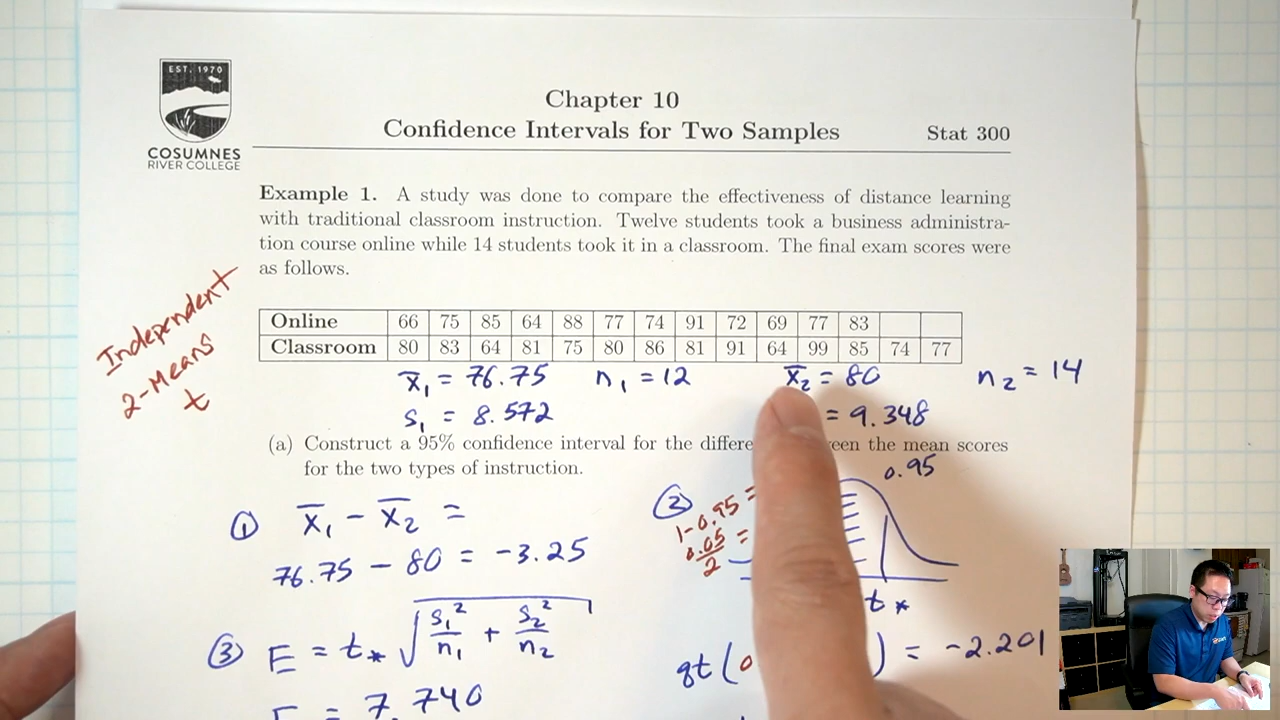 EST. 1970
COSUMNES
RIVER COLLEGE
Chapter 10
Confidence Intervals for Two Samples
Stat 300
Example 1. A study was done to compare the effectiveness of distance learning
with traditional classroom instruction. Twelve students took a business administra-
tion course online while 14 students took it in a classroom. The final exam scores were
as follows.
Independent
2-Means
t
Online 66 75 85 64 88 77 74 91 72 69 77 83
Classroom 80 83 64 81 75 80 86 81 91 64 99 85 74 77
x̄₁ = 76.75 n₁ = 12 x̄₂ = 80 n₂ = 14
s₁ = 8.572 = 9.348
(a) Construct a 95% confidence interval for the the mean scores
for the two types of instruction.
① x̄₁ − x̄₂ =
76.75 − 80 = −3.25
② 0.95
1-0.95 =
0.05 =
2
t*
③ E = t* √(s₁²/n₁ + s₂²/n₂)
= 7.740
qt ( ) = −2.201